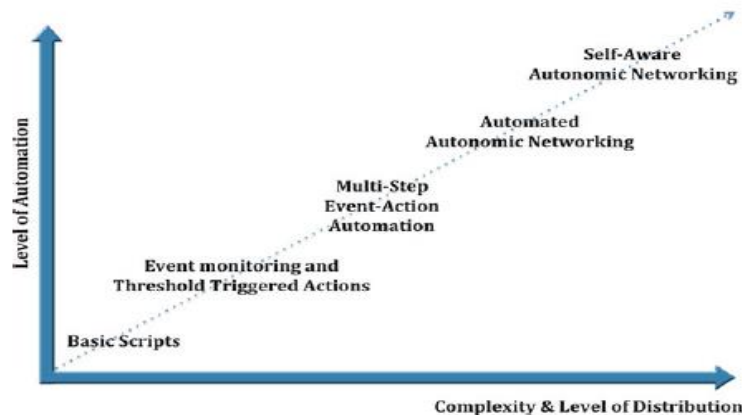 Self-Aware
Autonomic Networking
Automated
Autonomic Networking
Multi-Step
Event-Action
Automation
Event monitoring and
Threshold Triggered Actions
Basic Scripts
Level of Automation
Complexity & Level of Distribution